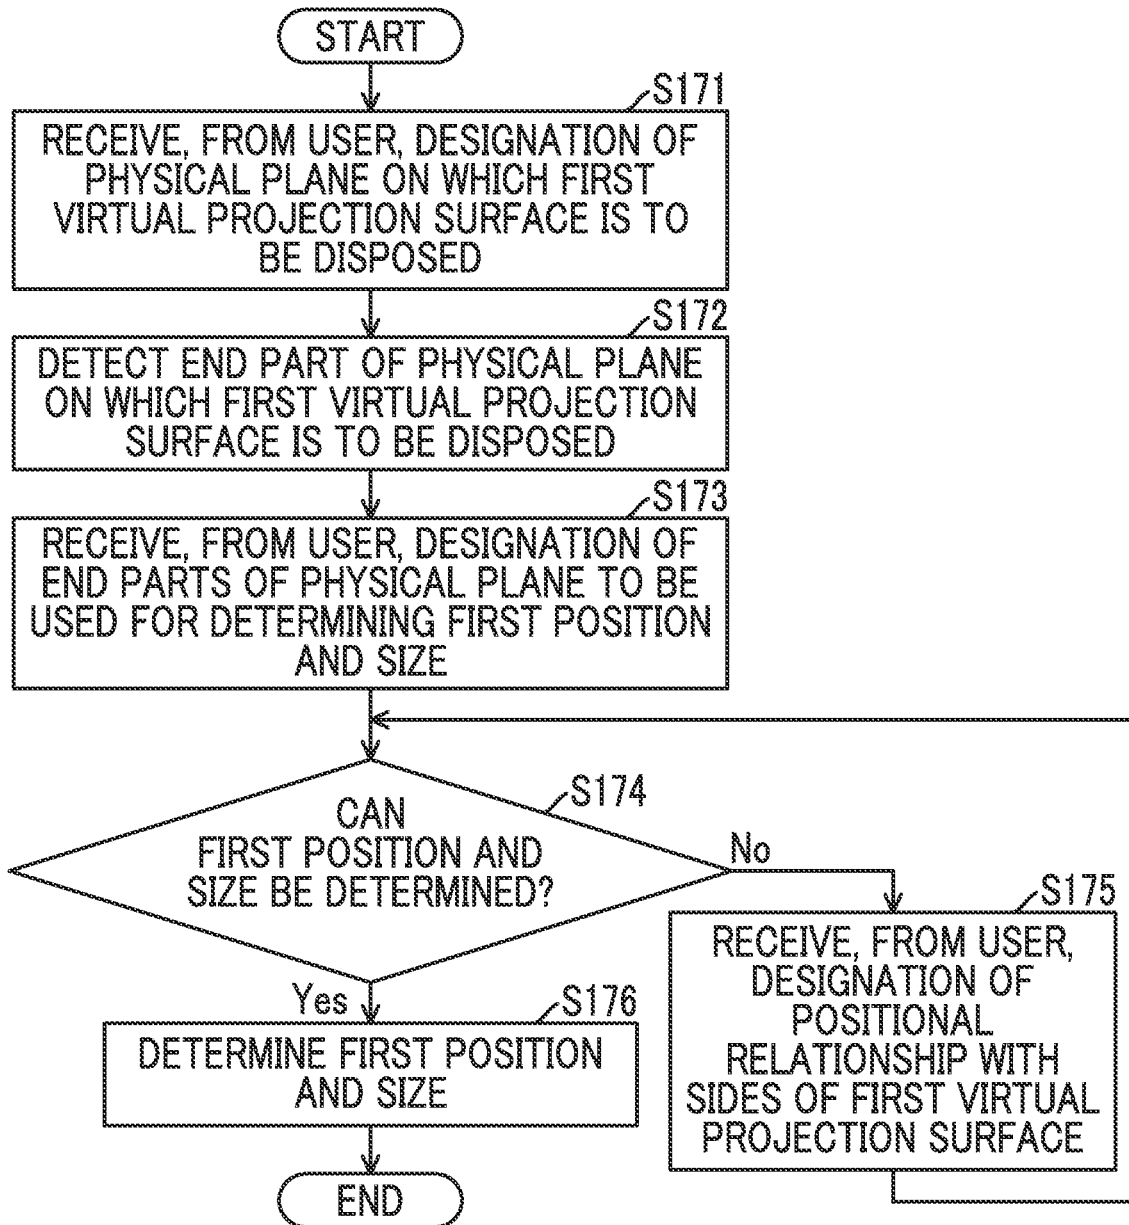 START
S171
RECEIVE, FROM USER, DESIGNATION OF
PHYSICAL PLANE ON WHICH FIRST
VIRTUAL PROJECTION SURFACE IS TO
BE DISPOSED
S172
DETECT END PART OF PHYSICAL PLANE
ON WHICH FIRST VIRTUAL PROJECTION
SURFACE IS TO BE DISPOSED
S173
RECEIVE, FROM USER, DESIGNATION OF
END PARTS OF PHYSICAL PLANE TO BE
USED FOR DETERMINING FIRST POSITION
AND SIZE
S174
CAN
FIRST POSITION AND
SIZE BE DETERMINED?
No
S175
RECEIVE, FROM USER,
DESIGNATION OF
POSITIONAL
RELATIONSHIP WITH
SIDES OF FIRST VIRTUAL
PROJECTION SURFACE
Yes
S176
DETERMINE FIRST POSITION
AND SIZE
END